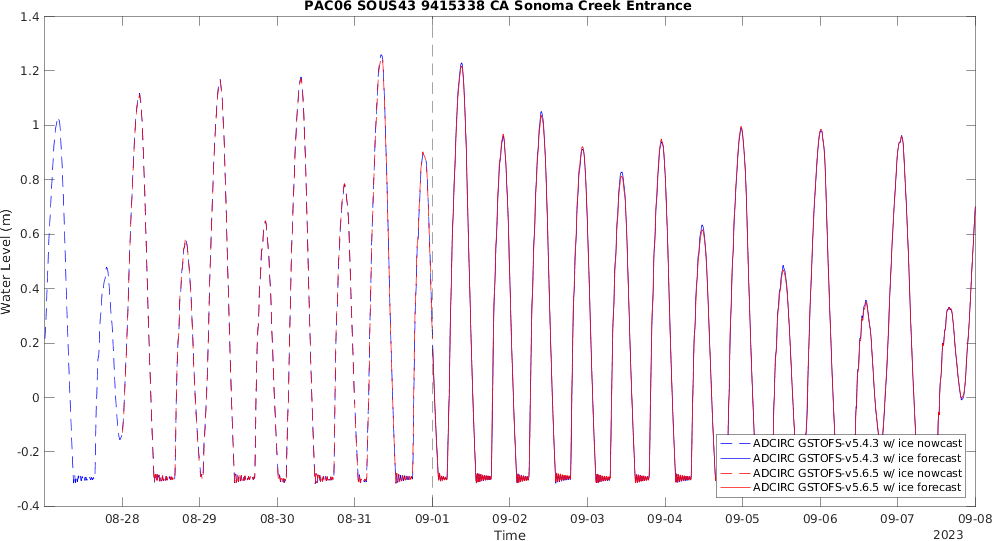 PAC06 SOUS43 9415338 CA Sonoma Creek Entrance
1.4
1.2
1
0.8
0.6
0.4
0.2
0
-0.2
-0.4
Water Level (m)
ADCIRC GSTOFS-v5.4.3 w/ ice nowcast
ADCIRC GSTOFS-v5.4.3 w/ ice forecast
ADCIRC GSTOFS-v5.6.5 w/ ice nowcast
ADCIRC GSTOFS-v5.6.5 w/ ice forecast
08-28 08-29 08-30 08-31 09-01 09-02 09-03 09-04 09-05 09-06 09-07 09-08
Time
2023